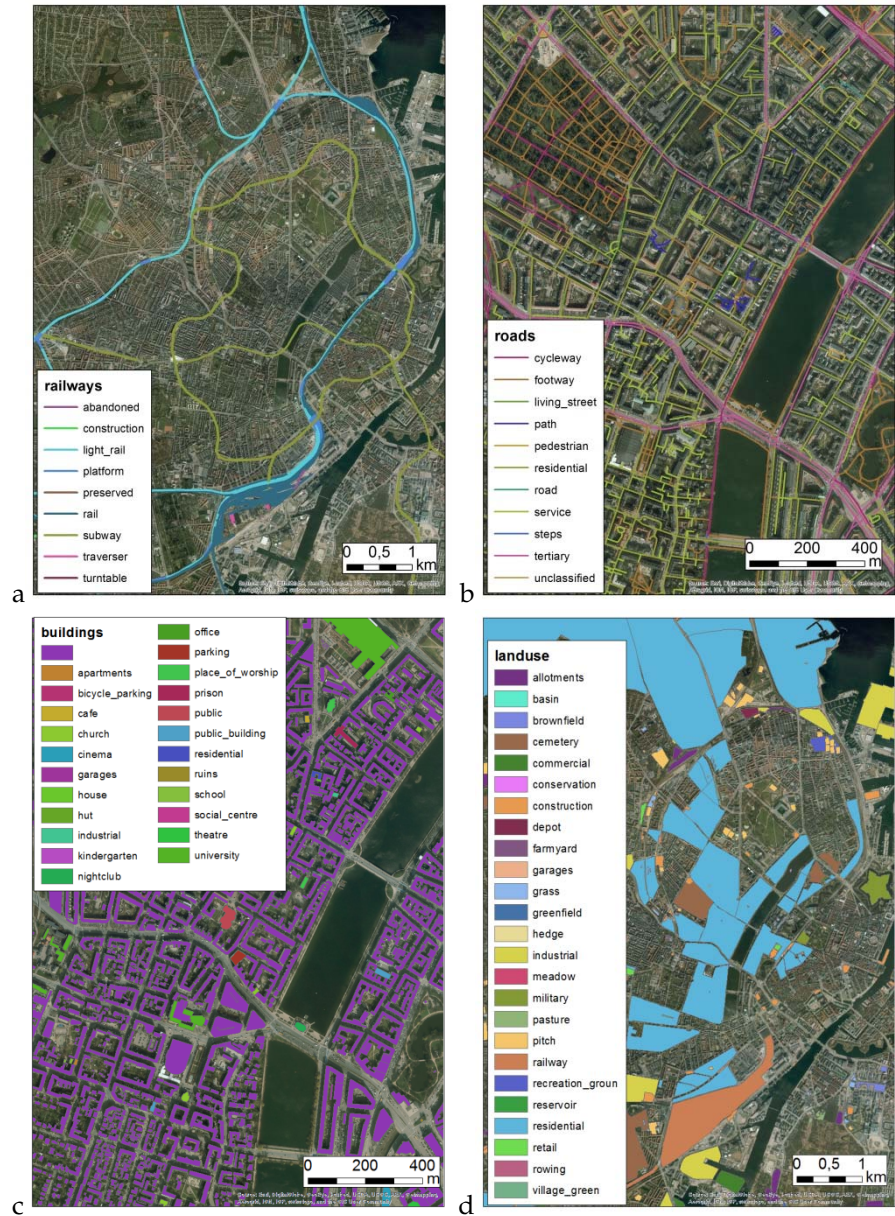 railways
abandoned
construction
light_rail
platform
preserved
rail
subway
traverser
turntable
0 0,5 1
km
a
roads
cycleway
footway
living_street
path
pedestrian
residential
road
service
steps
tertiary
unclassified
0 200 400
m
b
buildings
apartments
bicycle_parking
cafe
church
cinema
garages
house
hut
industrial
kindergarten
nightclub
office
parking
place_of_worship
prison
public
public_building
residential
ruins
school
social_centre
theatre
university
0 200 400
m
c
landuse
allotments
basin
brownfield
cemetery
commercial
conservation
construction
depot
farmyard
garages
grass
greenfield
hedge
industrial
meadow
military
pasture
pitch
railway
recreation_groun
reservoir
residential
retail
rowing
village_green
0 0,5 1
km
d